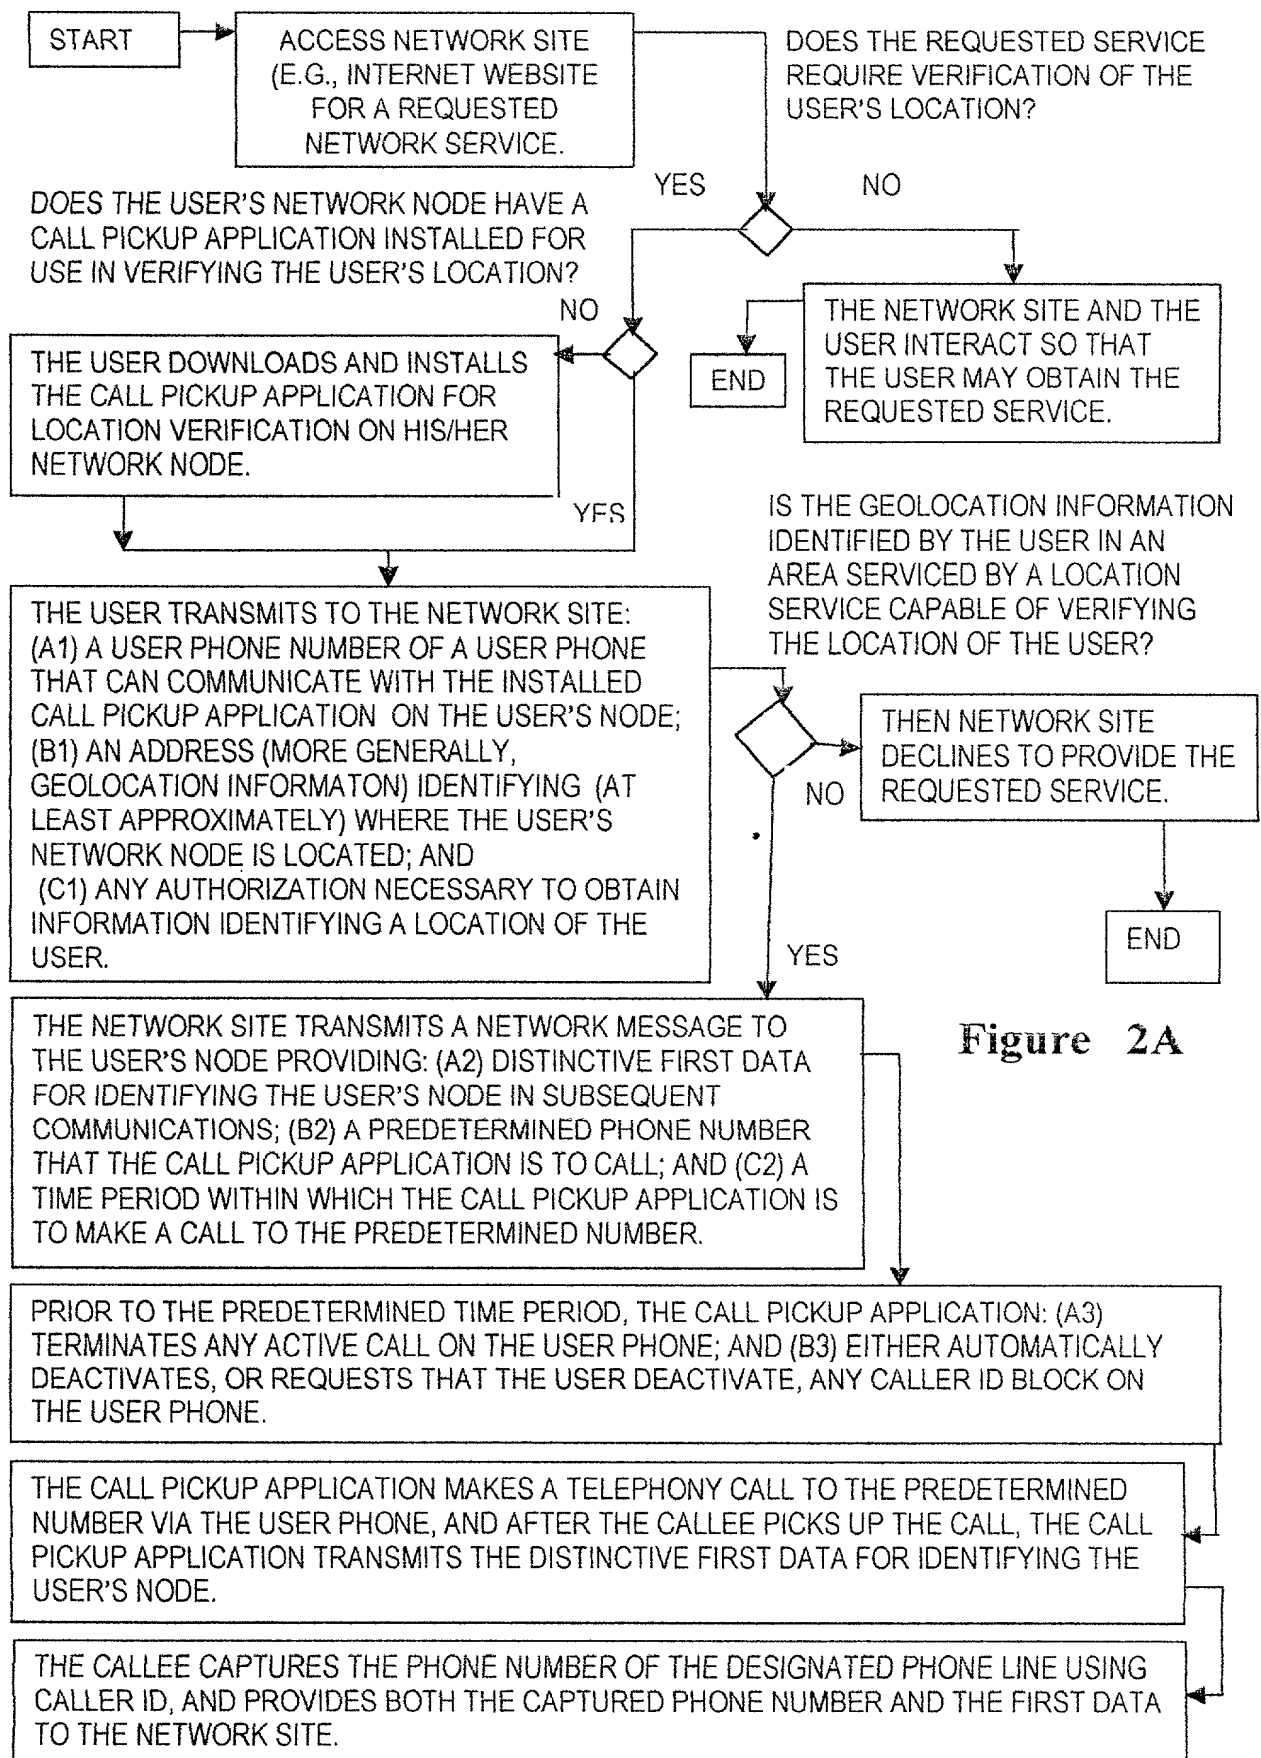 START
ACCESS NETWORK SITE
(E.G., INTERNET WEBSITE
FOR A REQUESTED
NETWORK SERVICE.
DOES THE REQUESTED SERVICE
REQUIRE VERIFICATION OF THE
USER'S LOCATION?
YES
NO
DOES THE USER'S NETWORK NODE HAVE A
CALL PICKUP APPLICATION INSTALLED FOR
USE IN VERIFYING THE USER'S LOCATION?
NO
THE NETWORK SITE AND THE
USER INTERACT SO THAT
THE USER MAY OBTAIN THE
REQUESTED SERVICE.
END
THE USER DOWNLOADS AND INSTALLS
THE CALL PICKUP APPLICATION FOR
LOCATION VERIFICATION ON HIS/HER
NETWORK NODE.
YES
IS THE GEOLOCATION INFORMATION
IDENTIFIED BY THE USER IN AN
AREA SERVICED BY A LOCATION
SERVICE CAPABLE OF VERIFYING
THE LOCATION OF THE USER?
THE USER TRANSMITS TO THE NETWORK SITE:
(A1) A USER PHONE NUMBER OF A USER PHONE
THAT CAN COMMUNICATE WITH THE INSTALLED
CALL PICKUP APPLICATION ON THE USER'S NODE;
(B1) AN ADDRESS (MORE GENERALLY,
GEOLOCATION INFORMATON) IDENTIFYING (AT
LEAST APPROXIMATELY) WHERE THE USER'S
NETWORK NODE IS LOCATED; AND
(C1) ANY AUTHORIZATION NECESSARY TO OBTAIN
INFORMATION IDENTIFYING A LOCATION OF THE
USER.
THEN NETWORK SITE
DECLINES TO PROVIDE THE
REQUESTED SERVICE.
NO
END
YES
THE NETWORK SITE TRANSMITS A NETWORK MESSAGE TO
THE USER'S NODE PROVIDING: (A2) DISTINCTIVE FIRST DATA
FOR IDENTIFYING THE USER'S NODE IN SUBSEQUENT
COMMUNICATIONS; (B2) A PREDETERMINED PHONE NUMBER
THAT THE CALL PICKUP APPLICATION IS TO CALL; AND (C2) A
TIME PERIOD WITHIN WHICH THE CALL PICKUP APPLICATION IS
TO MAKE A CALL TO THE PREDETERMINED NUMBER.
Figure 2A
PRIOR TO THE PREDETERMINED TIME PERIOD, THE CALL PICKUP APPLICATION: (A3)
TERMINATES ANY ACTIVE CALL ON THE USER PHONE; AND (B3) EITHER AUTOMATICALLY
DEACTIVATES, OR REQUESTS THAT THE USER DEACTIVATE, ANY CALLER ID BLOCK ON
THE USER PHONE.
THE CALL PICKUP APPLICATION MAKES A TELEPHONY CALL TO THE PREDETERMINED
NUMBER VIA THE USER PHONE, AND AFTER THE CALLEE PICKS UP THE CALL, THE CALL
PICKUP APPLICATION TRANSMITS THE DISTINCTIVE FIRST DATA FOR IDENTIFYING THE
USER'S NODE.
THE CALLEE CAPTURES THE PHONE NUMBER OF THE DESIGNATED PHONE LINE USING
CALLER ID, AND PROVIDES BOTH THE CAPTURED PHONE NUMBER AND THE FIRST DATA
TO THE NETWORK SITE.